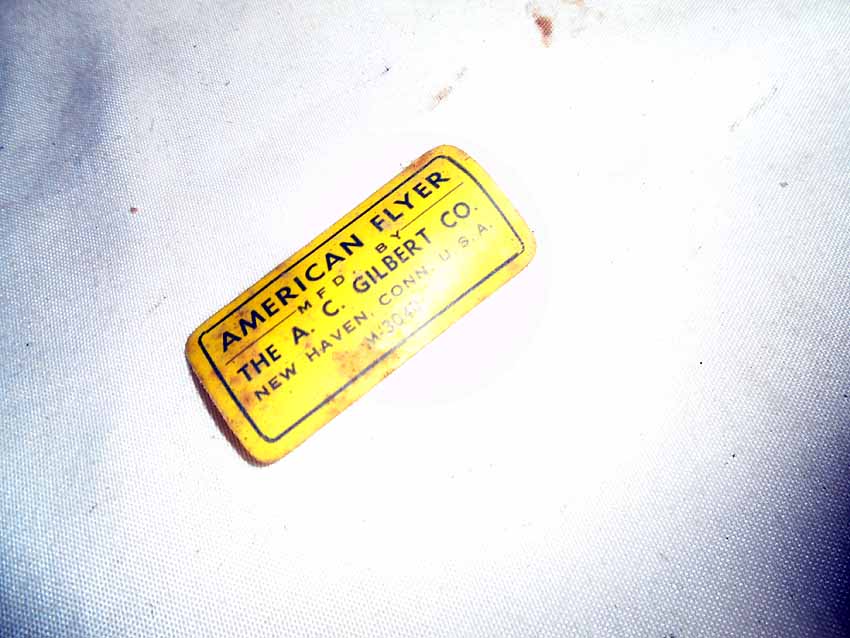 AMERICAN FLYER
MFD. BY
THE A. C. GILBERT CO.
NEW HAVEN, CONN. U. S. A.